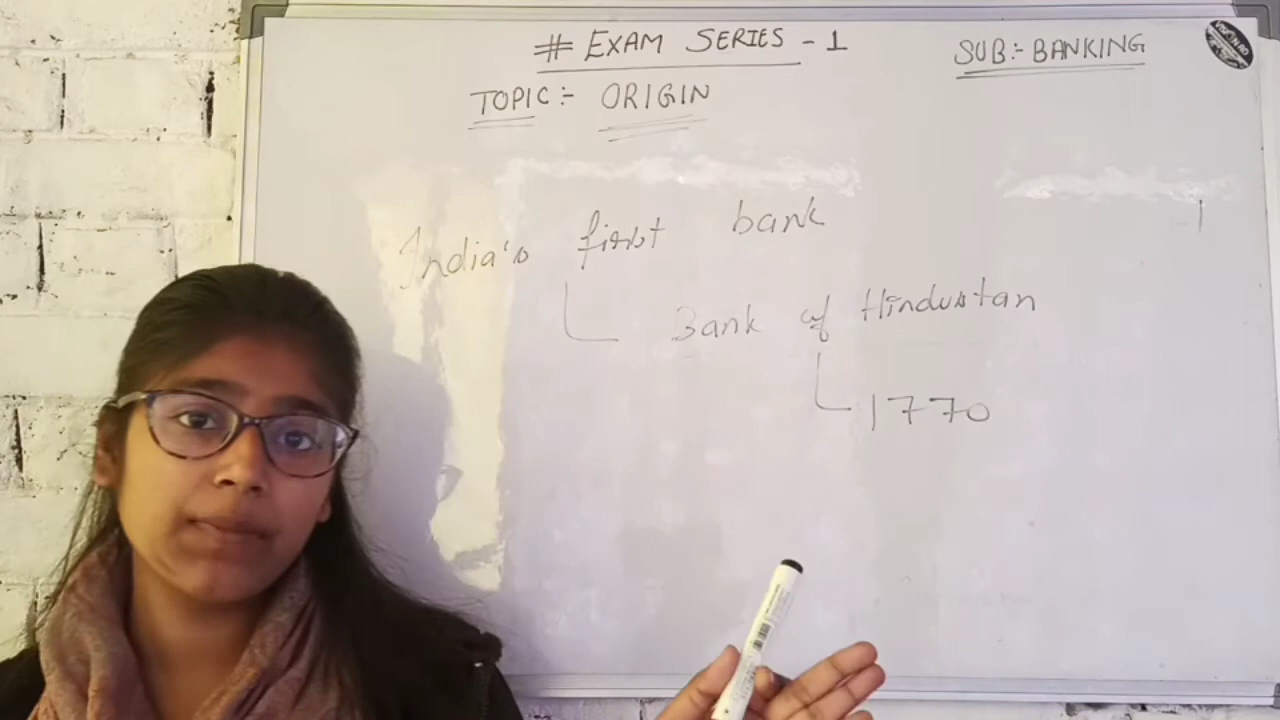 # EXAM SERIES - 1
SUB:- BANKING
TOPIC:- ORIGIN
India's first bank
Bank of Hindustan
1770